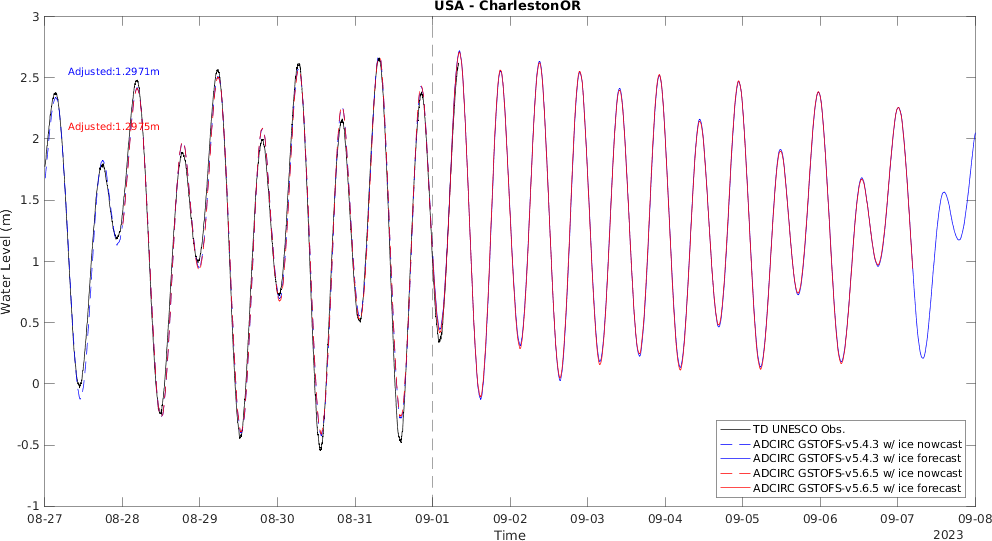 USA - CharlestonOR
3
2.5
2
1.5
1
0.5
0
-0.5
-1
Water Level (m)
Adjusted:1.2971m
Adjusted:1.2975m
TD UNESCO Obs.
ADCIRC GSTOFS-v5.4.3 w/ ice nowcast
ADCIRC GSTOFS-v5.4.3 w/ ice forecast
ADCIRC GSTOFS-v5.6.5 w/ ice nowcast
ADCIRC GSTOFS-v5.6.5 w/ ice forecast
08-27 08-28 08-29 08-30 08-31 09-01 09-02 09-03 09-04 09-05 09-06 09-07 09-08
Time
2023